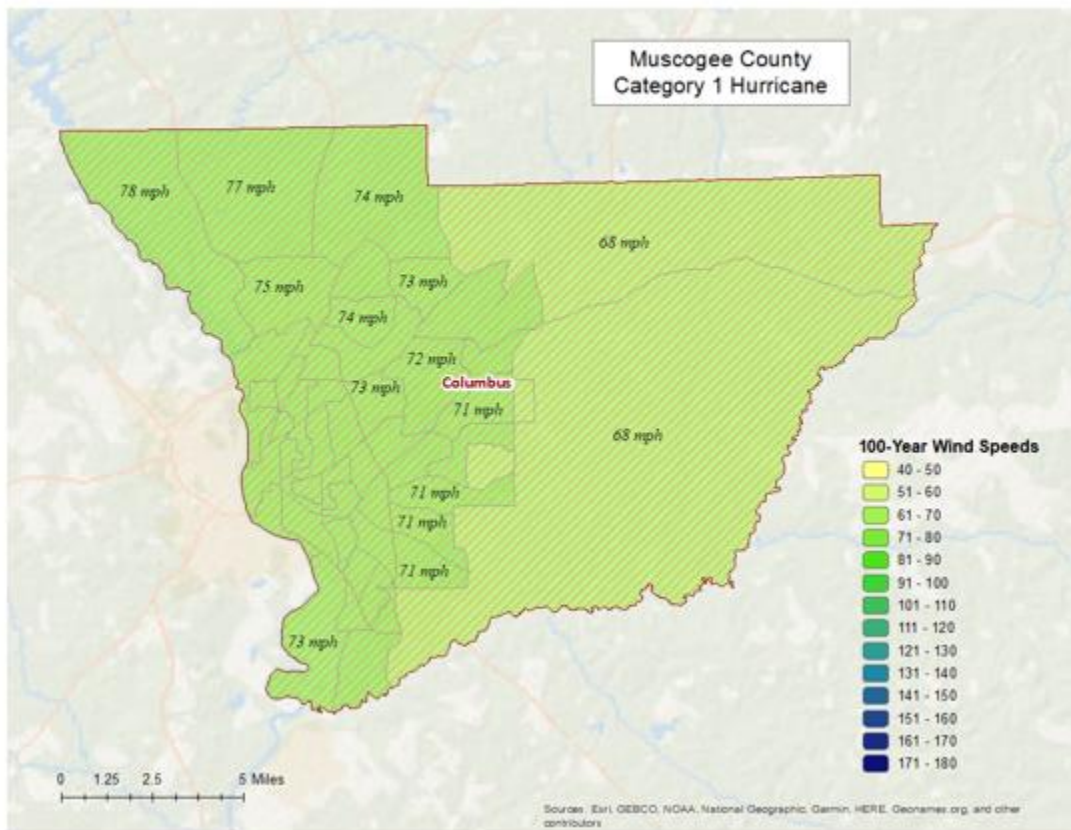 Muscogee County
Category 1 Hurricane
78 mph
77 mph
74 mph
68 mph
75 mph
73 mph
74 mph
72 mph
Columbus
73 mph
71 mph
68 mph
71 mph
71 mph
71 mph
73 mph
100-Year Wind Speeds
40 - 50
51 - 60
61 - 70
71 - 80
81 - 90
91 - 100
101 - 110
111 - 120
121 - 130
131 - 140
141 - 150
151 - 160
161 - 170
171 - 180
0 1.25 2.5 5 Miles
Sources: Esri, GEBCO, NOAA, National Geographic, Garmin, HERE, Geonames.org, and other
contributors